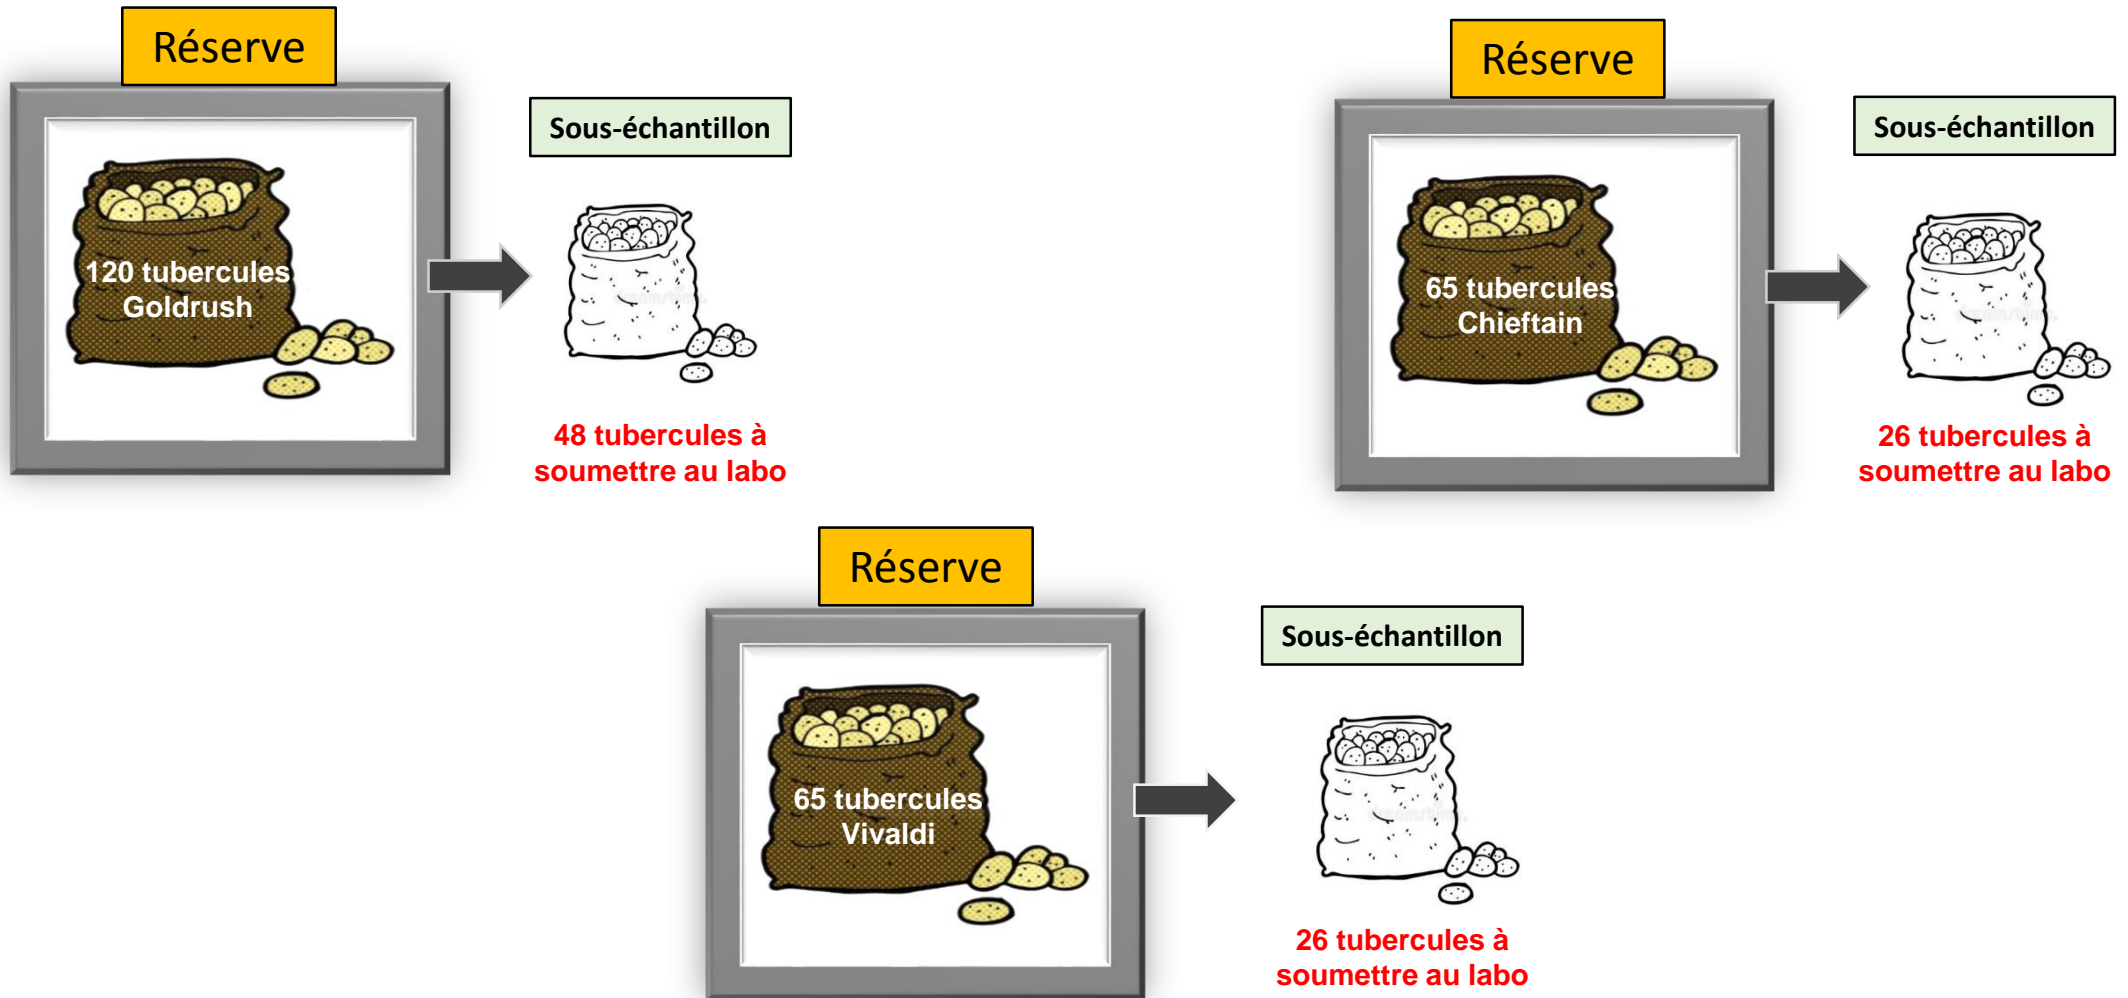 Réserve
Sous-échantillon
120 tubercules
Goldrush
48 tubercules à
soumettre au labo
Réserve
Sous-échantillon
65 tubercules
Chieftain
26 tubercules à
soumettre au labo
Réserve
Sous-échantillon
65 tubercules
Vivaldi
26 tubercules à
soumettre au labo